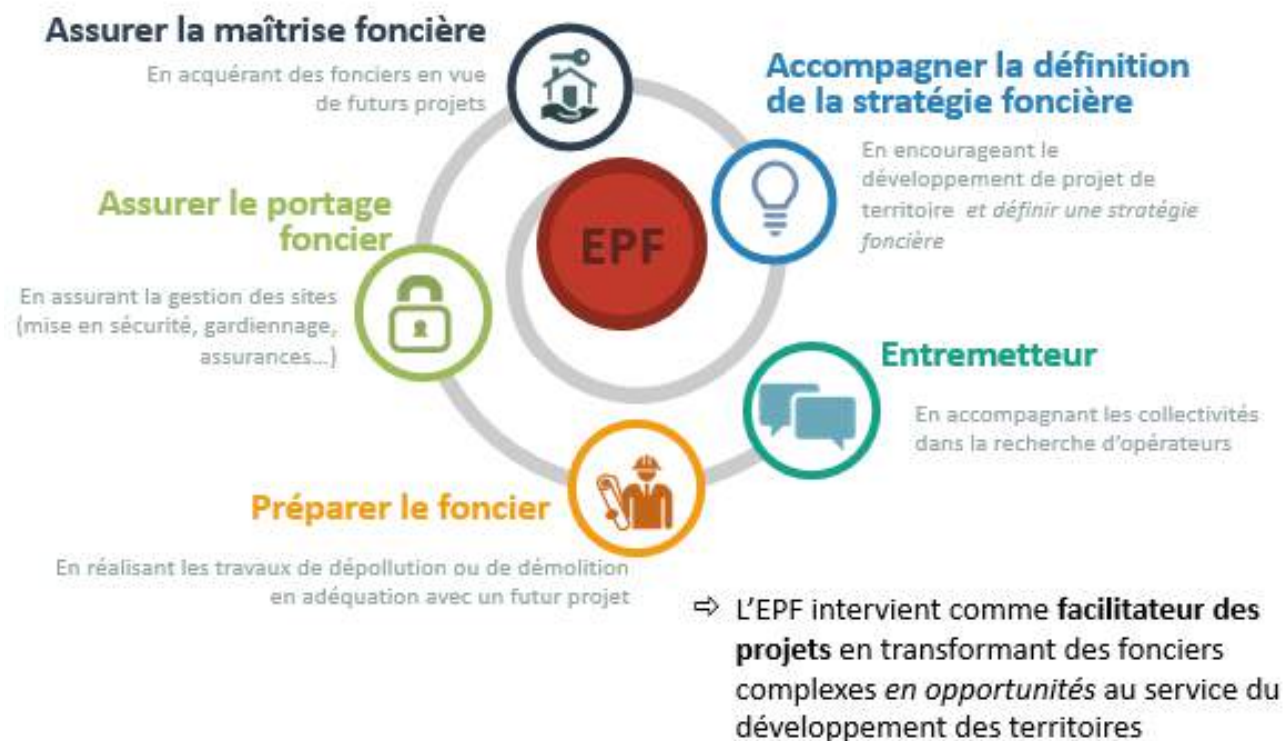 Assurer la maîtrise foncière
En acquérant des fonciers en vue
de futurs projets
Accompagner la définition
de la stratégie foncière
En encourageant le
développement de projet de
territoire et définir une stratégie
foncière
EPF
Assurer le portage
foncier
En assurant la gestion des sites
(mise en sécurité, gardiennage,
assurances…)
Entremetteur
En accompagnant les collectivités
dans la recherche d’opérateurs
Préparer le foncier
En réalisant les travaux de dépollution ou de démolition
en adéquation avec un futur projet
⇨ L’EPF intervient comme facilitateur des
projets en transformant des fonciers
complexes en opportunités au service du
développement des territoires